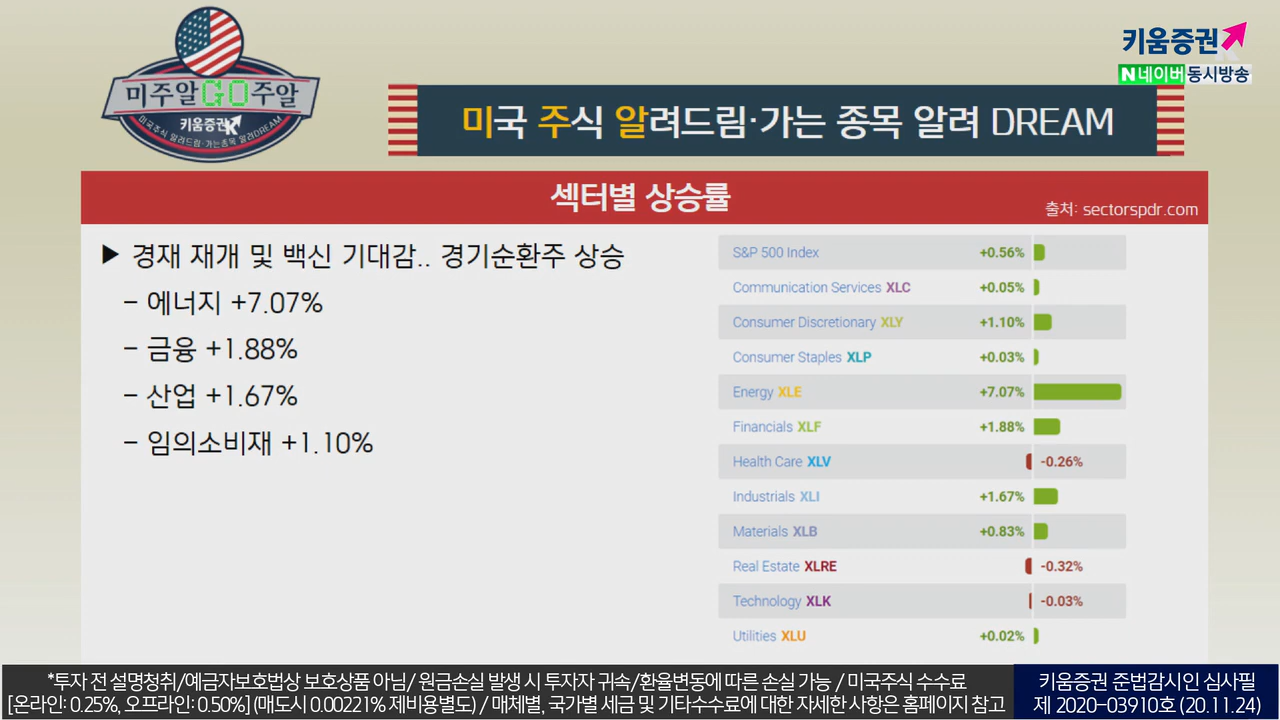 미주알GO주알
키움증권
미국주식 알려드림·가는종목 알려DREAM
미국 주식 알려드림·가는 종목 알려 DREAM
키움증권
N 네이버 동시방송
섹터별 상승률
출처: sectorspdr.com
▶ 경재 재개 및 백신 기대감.. 경기순환주 상승
– 에너지 +7.07%
– 금융 +1.88%
– 산업 +1.67%
– 임의소비재 +1.10%
S&P 500 Index +0.56%
Communication Services XLC +0.05%
Consumer Discretionary XLY +1.10%
Consumer Staples XLP +0.03%
Energy XLE +7.07%
Financials XLF +1.88%
Health Care XLV -0.26%
Industrials XLI +1.67%
Materials XLB +0.83%
Real Estate XLRE -0.32%
Technology XLK -0.03%
Utilities XLU +0.02%
*투자 전 설명청취/예금자보호법상 보호상품 아님/ 원금손실 발생 시 투자자 귀속/환율변동에 따른 손실 가능 / 미국주식 수수료
[온라인: 0.25%, 오프라인: 0.50%] (매도시 0.00221% 제비용별도) / 매체별, 국가별 세금 및 기타수수료에 대한 자세한 사항은 홈페이지 참고
키움증권 준법감시인 심사필
제 2020-03910호 (20.11.24)